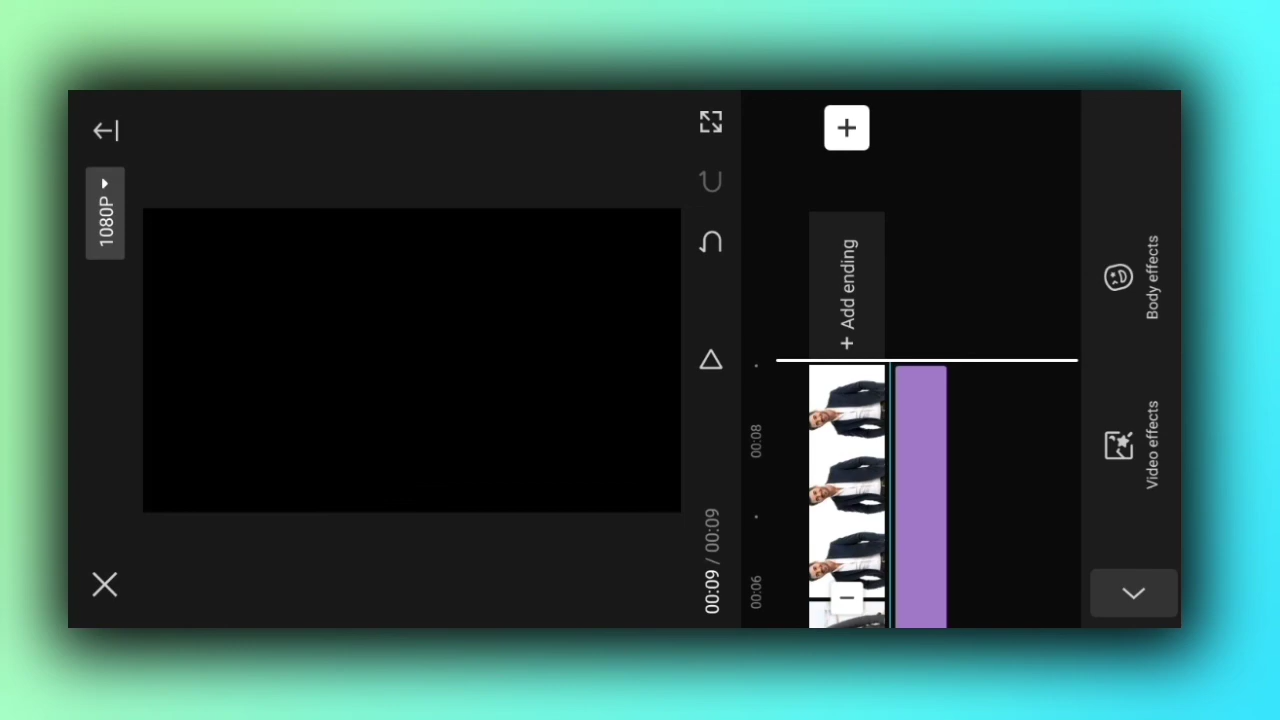 1080P
00:09 / 00:09
00:06
00:08
+ Add ending
Video effects
Body effects